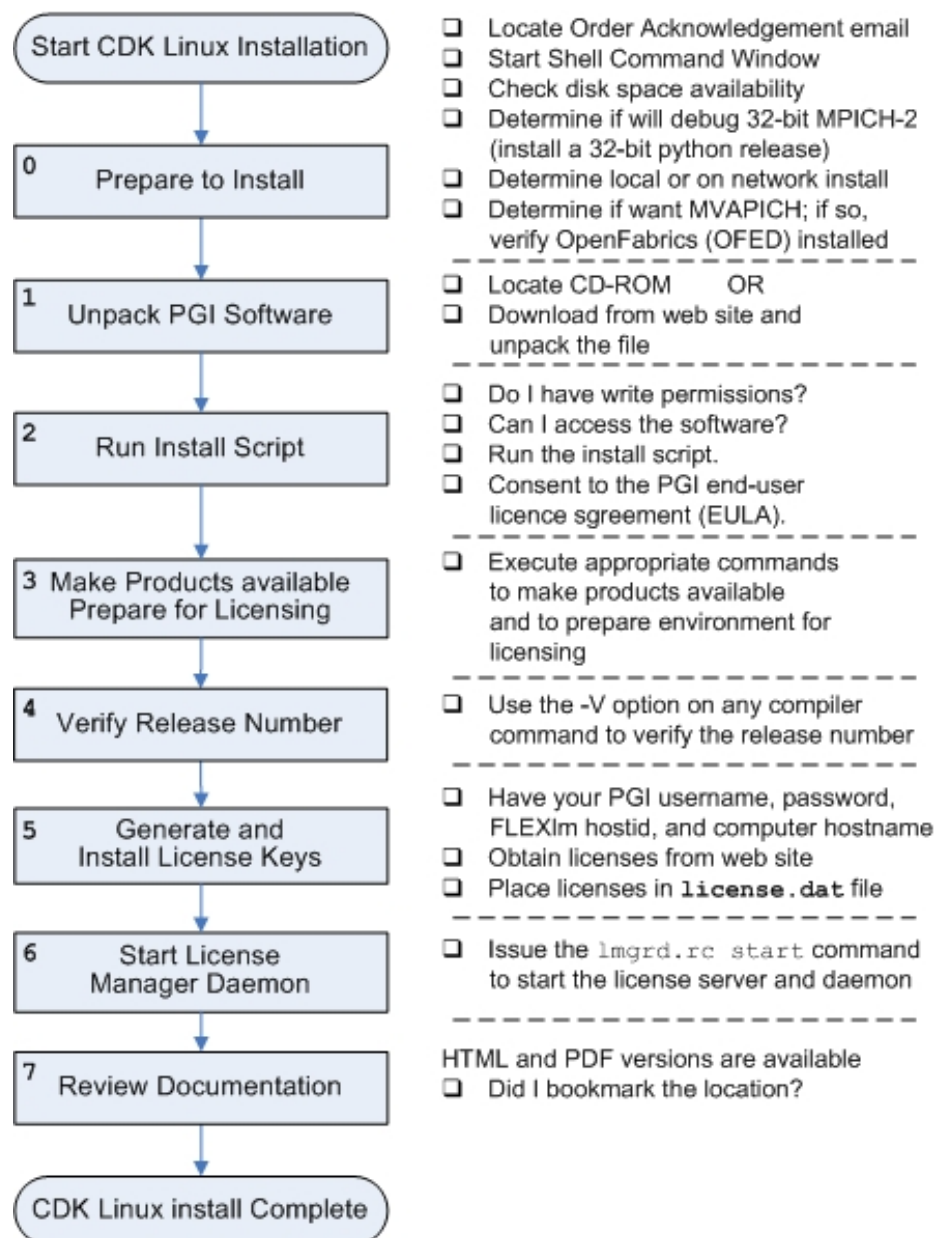 Start CDK Linux Installation
❑ Locate Order Acknowledgement email
❑ Start Shell Command Window
❑ Check disk space availability
❑ Determine if will debug 32-bit MPICH-2
(install a 32-bit python release)
❑ Determine local or on network install
❑ Determine if want MVAPICH; if so,
verify OpenFabrics (OFED) installed
0
Prepare to Install
1
Unpack PGI Software
❑ Locate CD-ROM OR
❑ Download from web site and
unpack the file
2
Run Install Script
❑ Do I have write permissions?
❑ Can I access the software?
❑ Run the install script.
❑ Consent to the PGI end-user
licence sgreement (EULA).
3
Make Products available
Prepare for Licensing
❑ Execute appropriate commands
to make products available
and to prepare environment for
licensing
4
Verify Release Number
❑ Use the -V option on any compiler
command to verify the release number
5
Generate and
Install License Keys
❑ Have your PGI username, password,
FLEXlm hostid, and computer hostname
❑ Obtain licenses from web site
❑ Place licenses in license.dat file
6
Start License
Manager Daemon
❑ Issue the lmgrd.rc start command
to start the license server and daemon
7
Review Documentation
HTML and PDF versions are available
❑ Did I bookmark the location?
CDK Linux install Complete